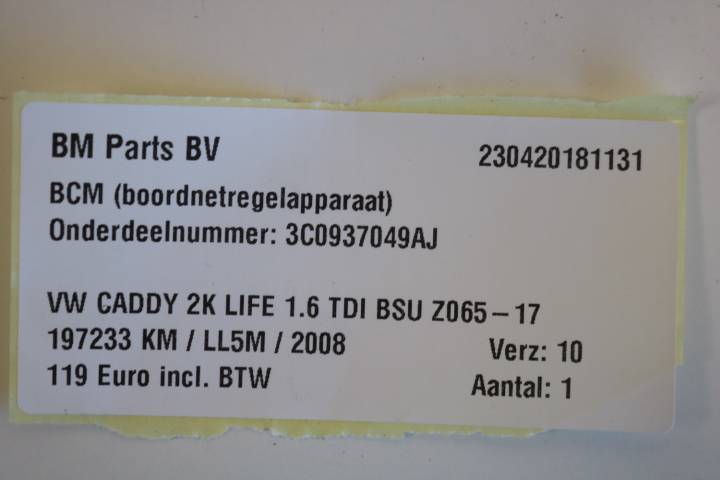 BM Parts BV 230420181131
BCM (boordnetregelapparaat)
Onderdeelnummer: 3C0937049AJ
VW CADDY 2K LIFE 1.6 TDI BSU Z065-17
197233 KM / LL5M / 2008 Verz: 10
119 Euro incl. BTW Aantal: 1